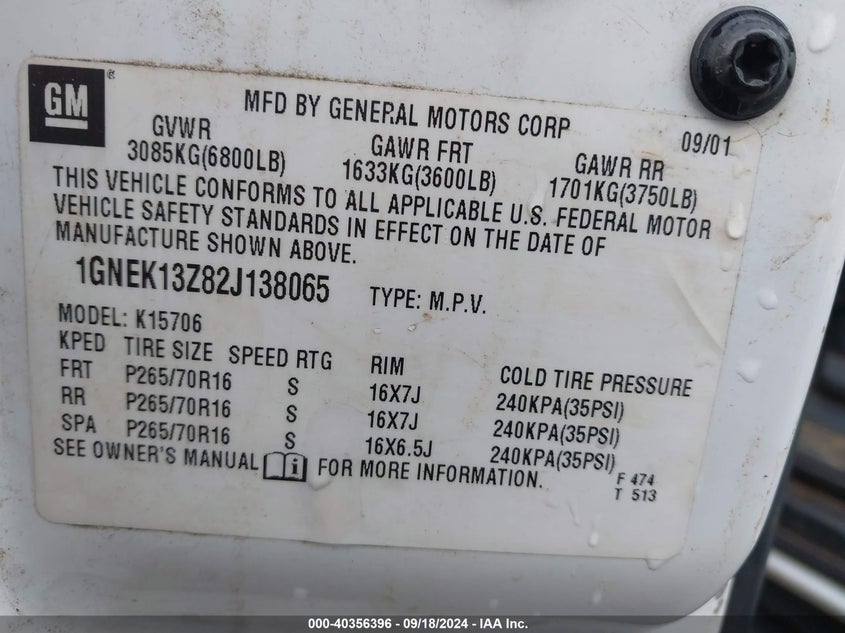 GM ®
MFD BY GENERAL MOTORS CORP 09/01
GVWR GAWR FRT GAWR RR
3085KG(6800LB) 1633KG(3600LB) 1701KG(3750LB)
THIS VEHICLE CONFORMS TO ALL APPLICABLE U.S. FEDERAL MOTOR
VEHICLE SAFETY STANDARDS IN EFFECT ON THE DATE OF
MANUFACTURE SHOWN ABOVE.
1GNEK13Z82J138065 TYPE: M.P.V.
MODEL: K15706
KPED TIRE SIZE SPEED RTG RIM COLD TIRE PRESSURE
FRT P265/70R16 S 16X7J 240KPA(35PSI)
RR P265/70R16 S 16X7J 240KPA(35PSI)
SPA P265/70R16 S 16X6.5J 240KPA(35PSI)
SEE OWNER'S MANUAL i FOR MORE INFORMATION.
F 474
T 513
000-40356396 - 09/18/2024 - IAA Inc.